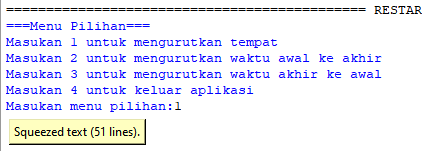 =============================================== RESTAR
===Menu Pilihan===
Masukan 1 untuk mengurutkan tempat
Masukan 2 untuk mengurutkan waktu awal ke akhir
Masukan 3 untuk mengurutkan waktu akhir ke awal
Masukan 4 untuk keluar aplikasi
Masukan menu pilihan:1
Squeezed text (51 lines).